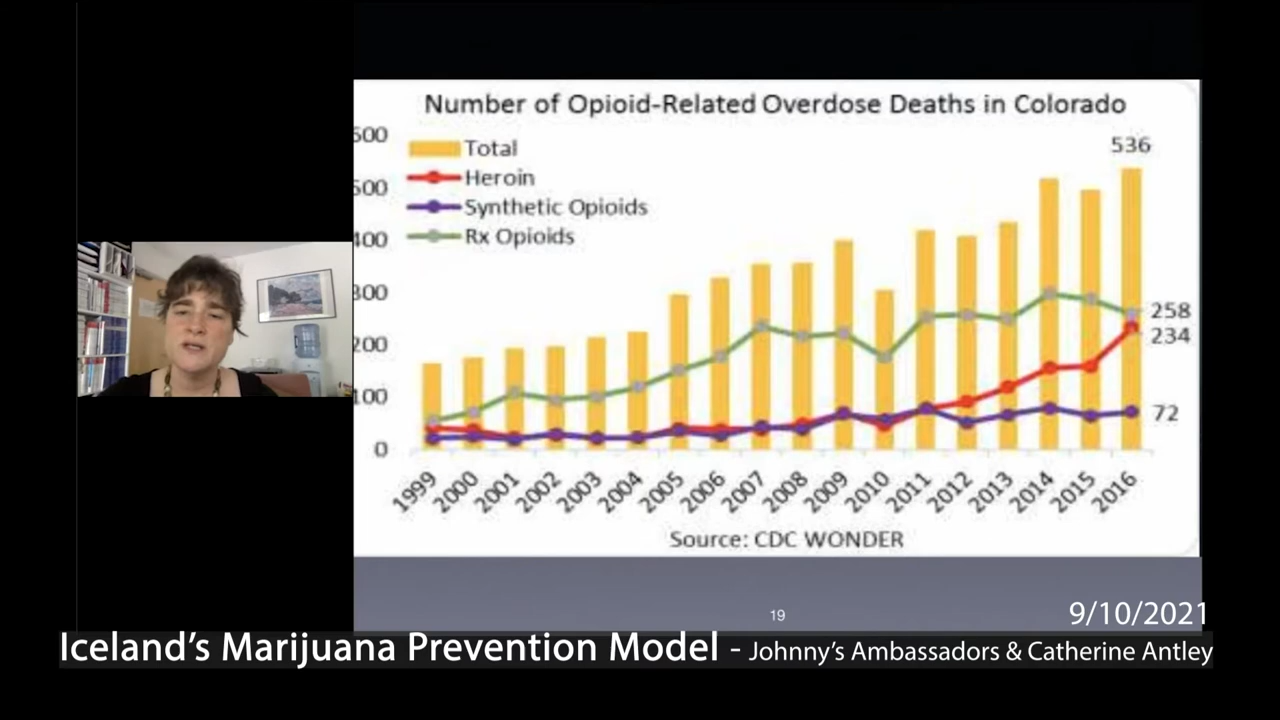 Number of Opioid-Related Overdose Deaths in Colorado
Total
Heroin
Synthetic Opioids
Rx Opioids
600
500
400
300
200
100
0
536
258
234
72
1999 2000 2001 2002 2003 2004 2005 2006 2007 2008 2009 2010 2011 2012 2013 2014 2015 2016
Source: CDC WONDER
19
9/10/2021
Iceland's Marijuana Prevention Model - Johnny's Ambassadors & Catherine Antley